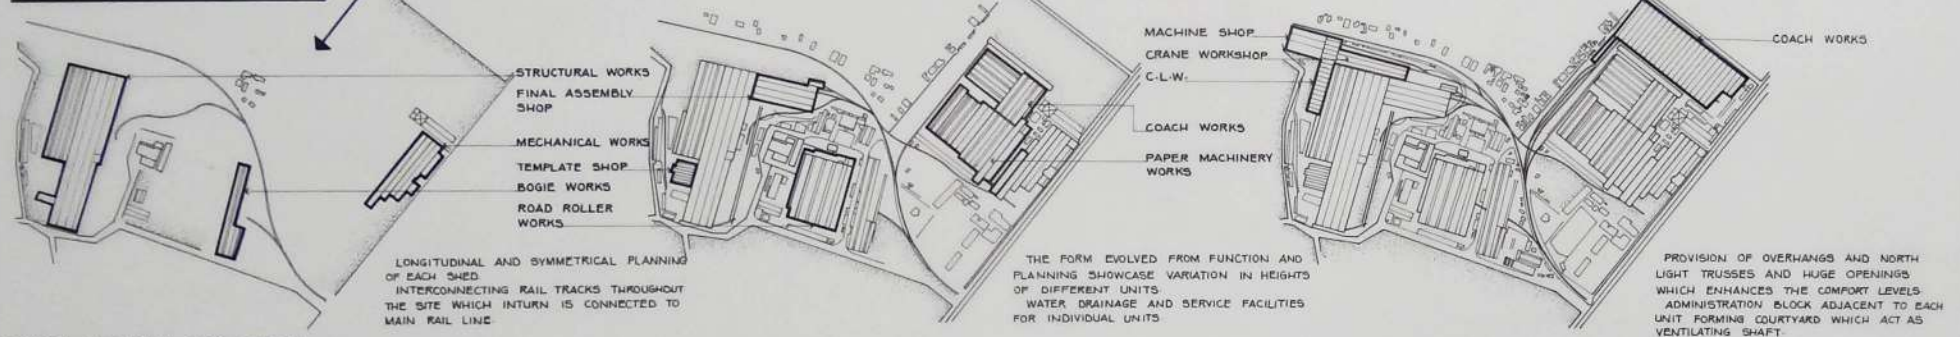 STRUCTURAL WORKS
FINAL ASSEMBLY
SHOP
MECHANICAL WORKS
TEMPLATE SHOP
BOGIE WORKS
ROAD ROLLER
WORKS
LONGITUDINAL AND SYMMETRICAL PLANNING
OF EACH SHED.
INTERCONNECTING RAIL TRACKS THROUGHOUT
THE SITE WHICH INTURN IS CONNECTED TO
MAIN RAIL LINE.
MACHINE SHOP
CRANE WORKSHOP
C-L-W-
COACH WORKS
PAPER MACHINERY
WORKS
THE FORM EVOLVED FROM FUNCTION AND
PLANNING SHOWCASE VARIATION IN HEIGHTS
OF DIFFERENT UNITS.
WATER DRAINAGE AND SERVICE FACILITIES
FOR INDIVIDUAL UNITS.
COACH WORKS
PROVISION OF OVERHANGS AND NORTH
LIGHT TRUSSES AND HUGE OPENINGS
WHICH ENHANCES THE COMFORT LEVELS.
ADMINISTRATION BLOCK ADJACENT TO EACH
UNIT FORMING COURTYARD WHICH ACT AS
VENTILATING SHAFT.